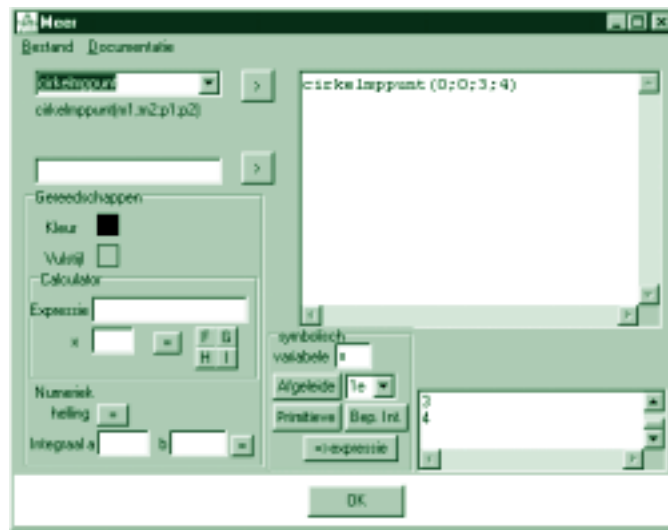 Meer
Bestand Documentatie
cirkelmppunt
>
cirkelmppunt(m1;m2;p1;p2)
cirkelmppunt(0;0;3;4)
>
Gereedschappen
Kleur
Vulstijl
Calculator
Expressie
x = F G
H I
Numeriek
helling =
Integraal a b =
symbolisch
variabele x
Afgeleide 1e
Primitieve Bep. Int.
=>expressie
3
4
OK